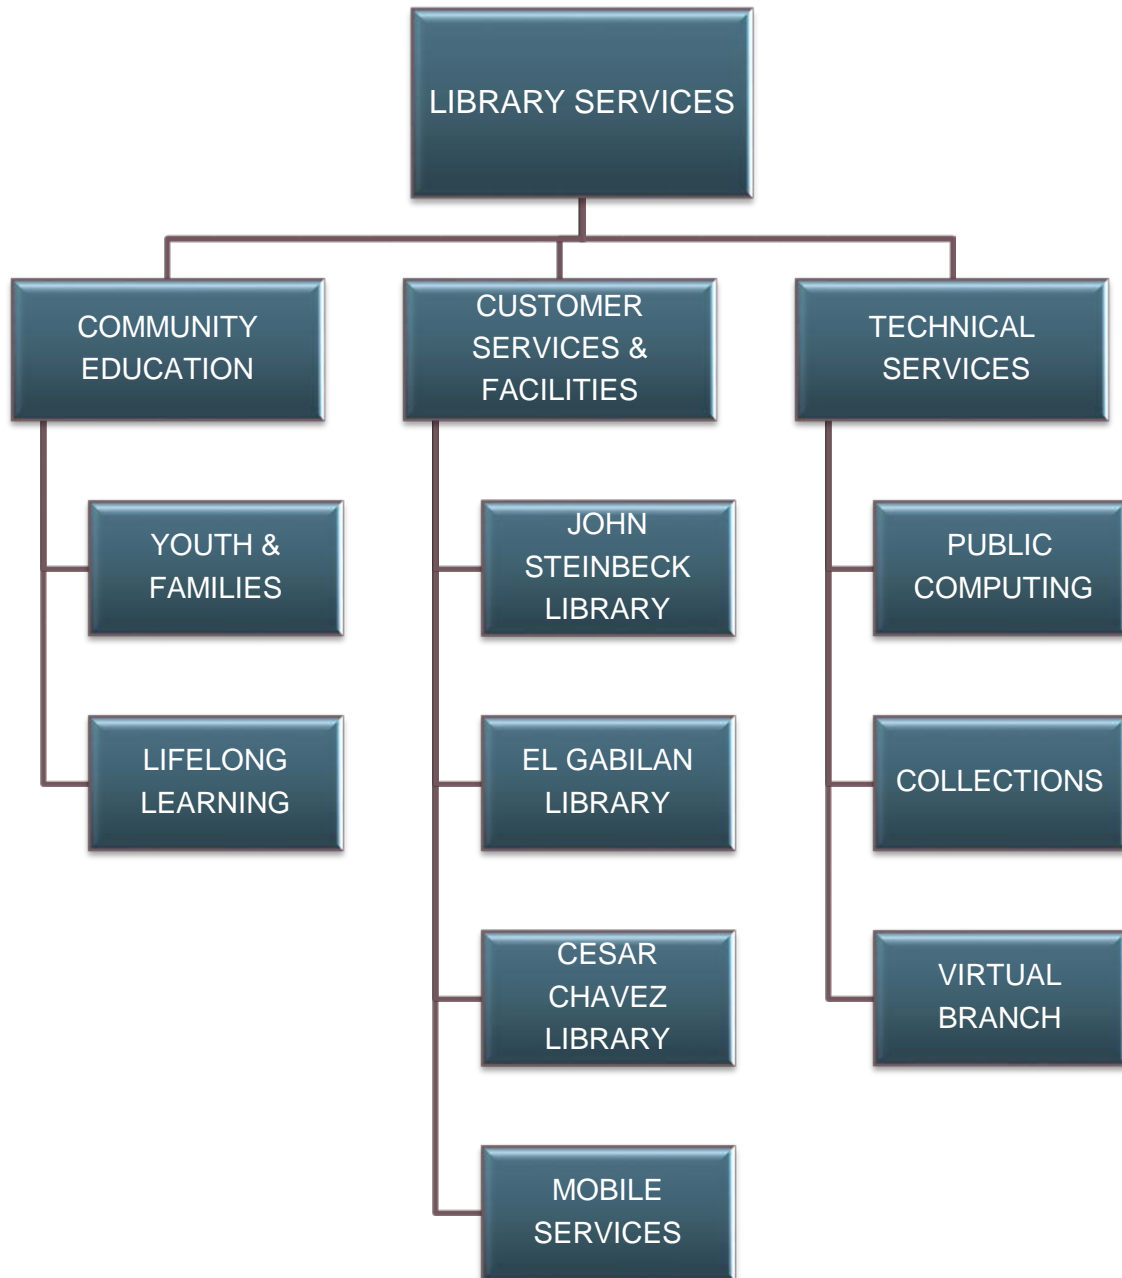 LIBRARY SERVICES
COMMUNITY
EDUCATION
CUSTOMER
SERVICES &
FACILITIES
TECHNICAL
SERVICES
YOUTH &
FAMILIES
LIFELONG
LEARNING
JOHN
STEINBECK
LIBRARY
EL GABILAN
LIBRARY
CESAR
CHAVEZ
LIBRARY
MOBILE
SERVICES
PUBLIC
COMPUTING
COLLECTIONS
VIRTUAL
BRANCH